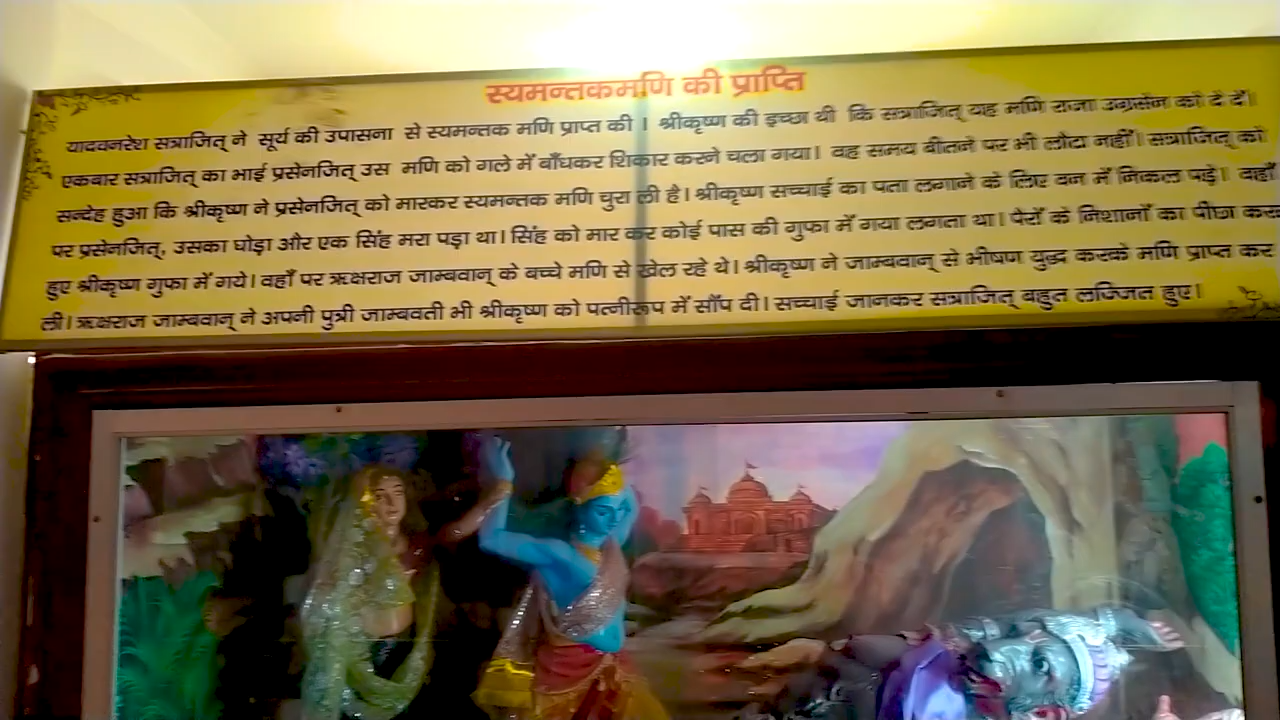 स्यमन्तकमणि की प्राप्ति
यादवनरेश सत्राजित् ने सूर्य की उपासना से स्यमन्तक मणि प्राप्त की । श्रीकृष्ण की इच्छा थी कि सत्राजित् यह मणि राजा उग्रसेन को दे दें।
एकबार सत्राजित् का भाई प्रसेनजित् उस मणि को गले में बाँधकर शिकार करने चला गया। वह समय बीतने पर भी लौटा नहीं। सत्राजित् को
सन्देह हुआ कि श्रीकृष्ण ने प्रसेनजित् को मारकर स्यमन्तक मणि चुरा ली है। श्रीकृष्ण सच्चाई का पता लगाने के लिए वन में निकल पड़े। वहाँ
पर प्रसेनजित्, उसका घोड़ा और एक सिंह मरा पड़ा था। सिंह को मार कर कोई पास की गुफा में गया लगता था। पैरों के निशानों का पीछा
हुए श्रीकृष्ण गुफा में गये। वहाँ पर ऋक्षराज जाम्बवान् के बच्चे मणि से खेल रहे थे। श्रीकृष्ण ने जाम्बवान् से भीषण युद्ध करके मणि प्राप्त कर
ली। ऋक्षराज जाम्बवान् ने अपनी पुत्री जाम्बवती भी श्रीकृष्ण को पत्नीरूप में सौंप दी। सच्चाई जानकर सत्राजित् बहुत लज्जित हुए।